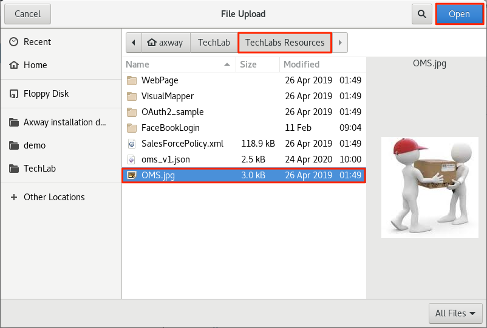 Cancel File Upload Open
Recent
Home
Floppy Disk
Axway installation d...
demo
TechLab
Other Locations
axway TechLab TechLabs Resources
Name Size Modified
WebPage 26 Apr 2019 01:49
VisualMapper 26 Apr 2019 01:49
OAuth2_sample 26 Apr 2019 01:49
FaceBookLogin 11 Feb 09:04
SalesForcePolicy.xml 118.9 kB 26 Apr 2019 01:49
oms_v1.json 2.5 kB 24 Apr 2020 10:00
OMS.jpg 3.0 kB 26 Apr 2019 01:49
OMS.jpg
All Files